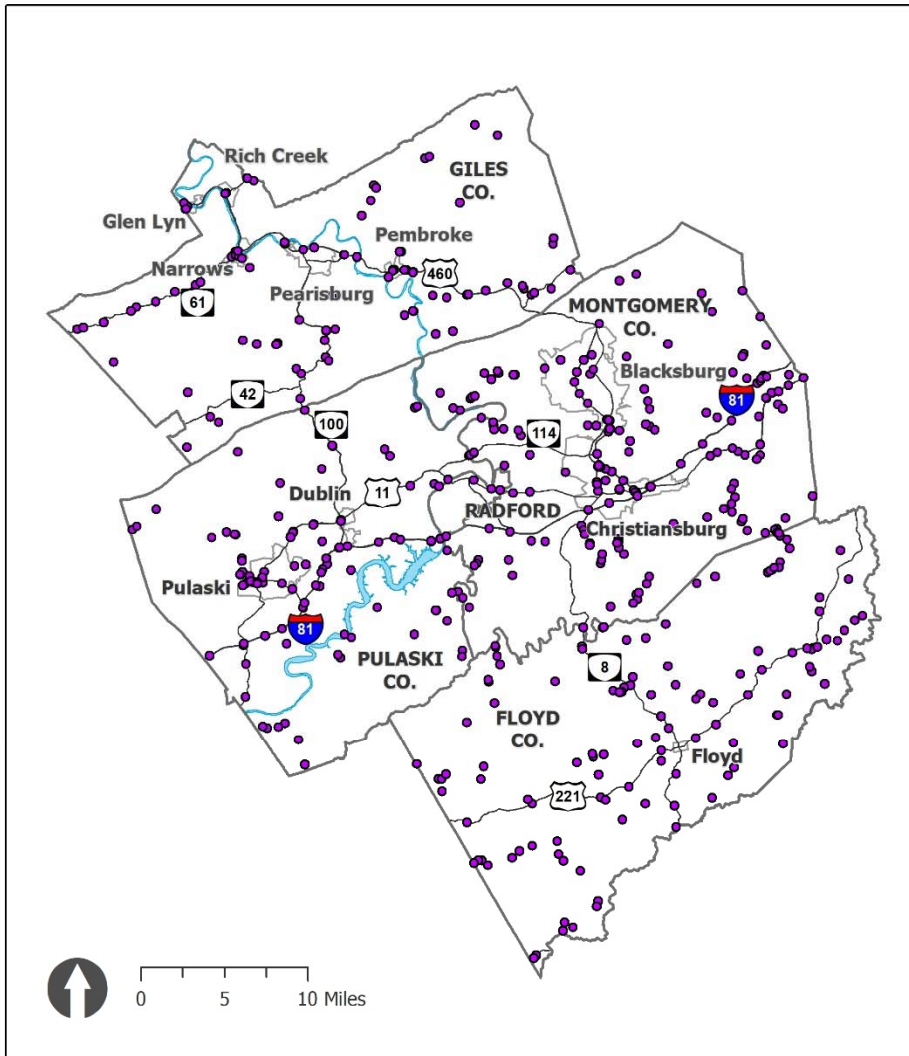 Rich Creek
GILES
CO.
Glen Lyn
Pembroke
Narrows
460
Pearisburg
61
MONTGOMERY
CO.
Blacksburg
81
42
100
114
11
Dublin
RADFORD
Christiansburg
Pulaski
81
PULASKI
CO.
8
FLOYD
CO.
Floyd
221
0 5 10 Miles